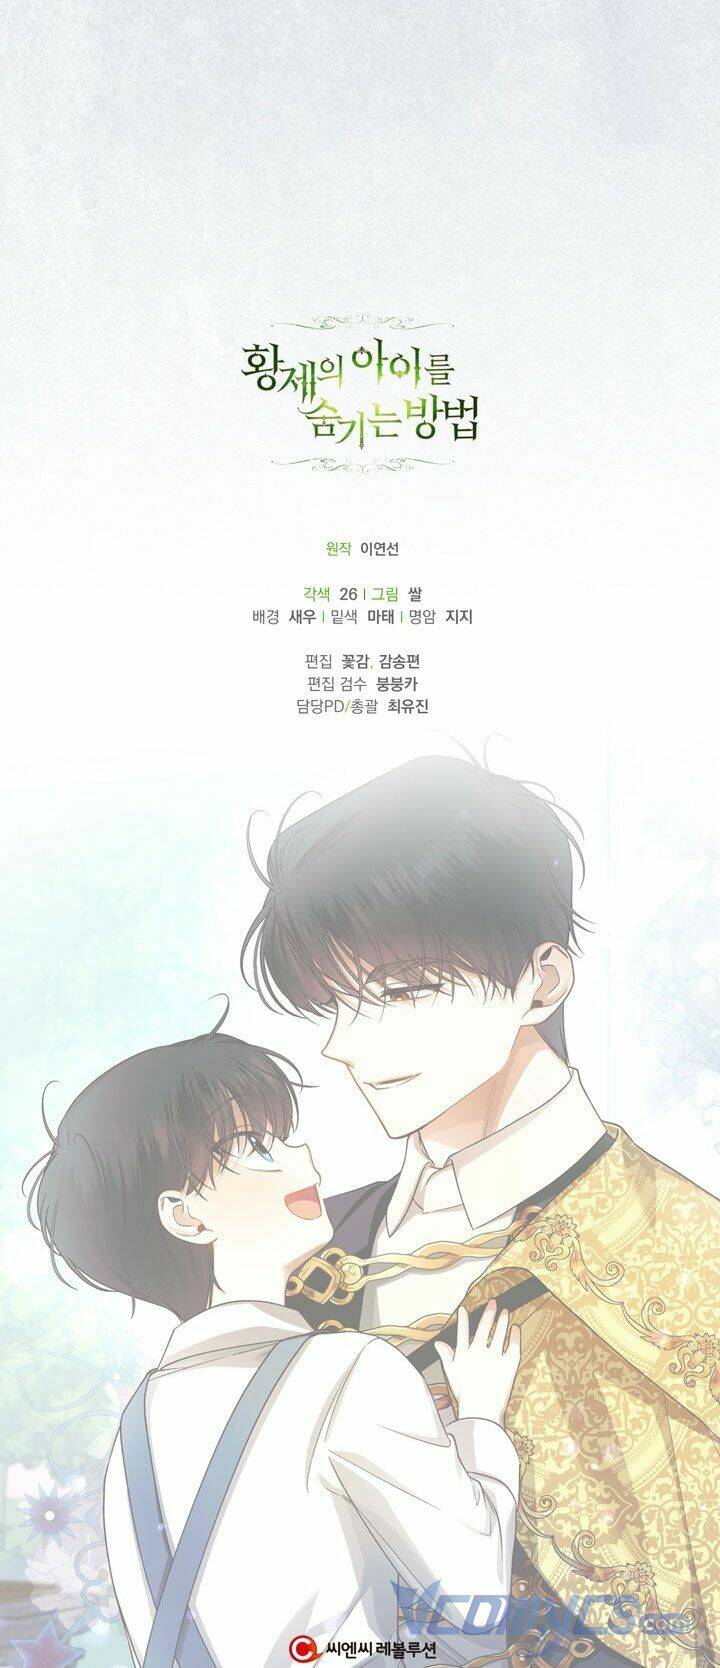 황제의 아이를
숨기는 방법
원작 이연선
각색 26 | 그림 쌀
배경 새우 | 밑색 마태 | 명암 지지
편집 꽃감, 감송편
편집 검수 붕붕카
담당PD/총괄 최유진
VCOMYCS.COM
씨엔씨 레볼루션